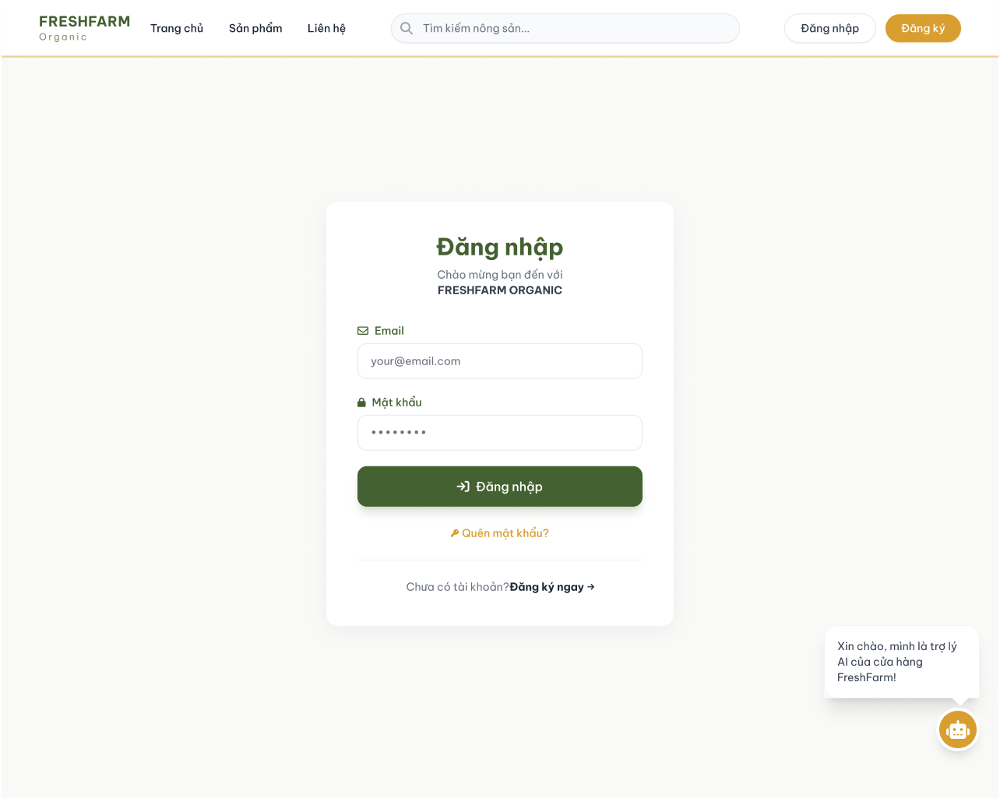 FRESHFARM
Organic
Trang chủ
Sản phẩm
Liên hệ
Tìm kiếm nông sản...
Đăng nhập
Đăng ký
Đăng nhập
Chào mừng bạn đến với
FRESHFARM ORGANIC
Email
your@email.com
Mật khẩu
••••••••
Đăng nhập
Quên mật khẩu?
Chưa có tài khoản?Đăng ký ngay →
Xin chào, mình là trợ lý
AI của cửa hàng
FreshFarm!